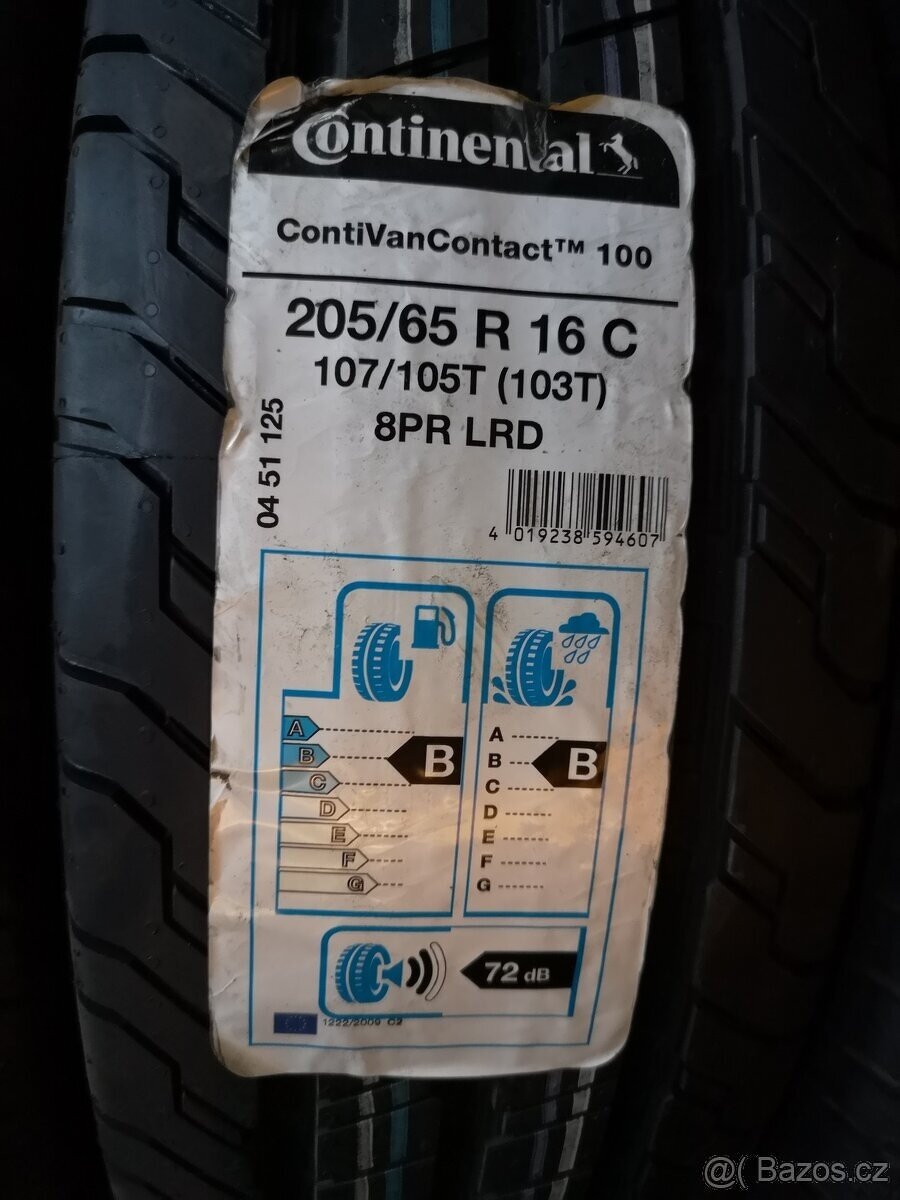 Continental
ContiVanContact™ 100
205/65 R 16 C
107/105T (103T)
8PR LRD
04 51 125
4 019238 594607
A
B
C
D
E
F
G
B
A
B
C
D
E
F
G
B
72 dB
1222/2009 C2
@( Bazos.cz